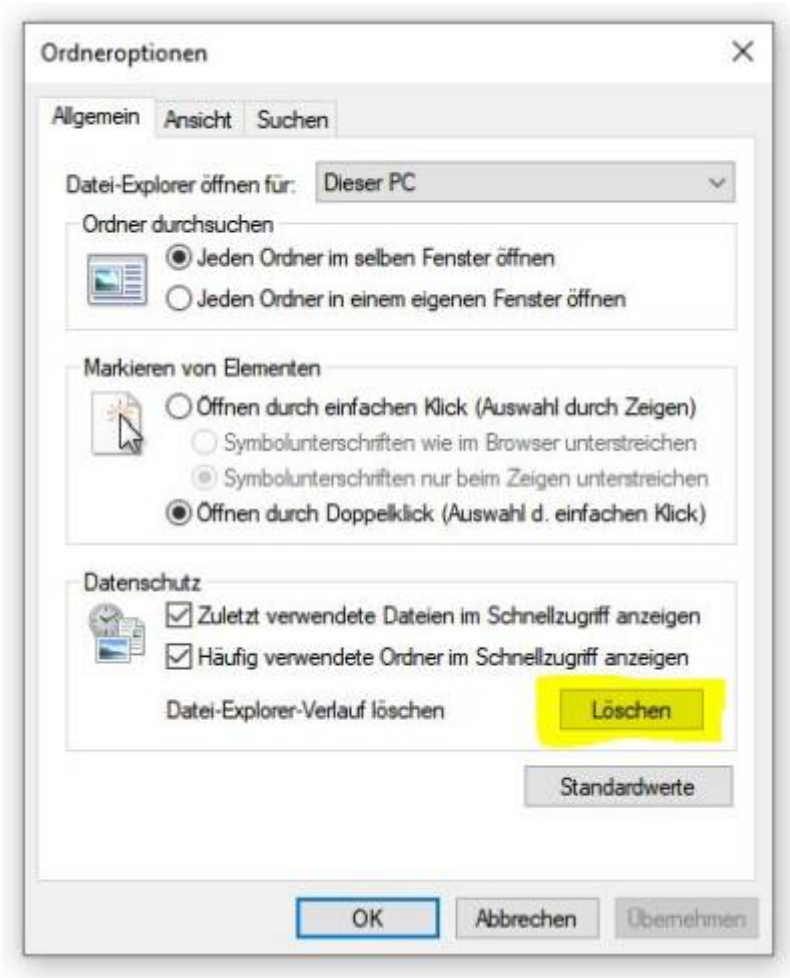 Ordneroptionen
Allgemein Ansicht Suchen
Datei-Explorer öffnen für: Dieser PC
Ordner durchsuchen
Jeden Ordner im selben Fenster öffnen
Jeden Ordner in einem eigenen Fenster öffnen
Markieren von Elementen
Öffnen durch einfachen Klick (Auswahl durch Zeigen)
Symbolunterschriften wie im Browser unterstreichen
Symbolunterschriften nur beim Zeigen unterstreichen
Öffnen durch Doppelklick (Auswahl d. einfachen Klick)
Datenschutz
Zuletzt verwendete Dateien im Schnellzugriff anzeigen
Häufig verwendete Ordner im Schnellzugriff anzeigen
Datei-Explorer-Verlauf löschen Löschen
Standardwerte
OK Abbrechen Übernehmen